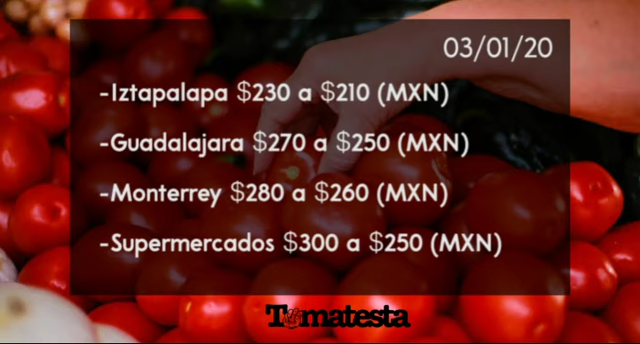 03/01/20
-Iztapalapa $230 a $210 (MXN)
-Guadalajara $270 a $250 (MXN)
-Monterrey $280 a $260 (MXN)
-Supermercados $300 a $250 (MXN)
Tomatesta